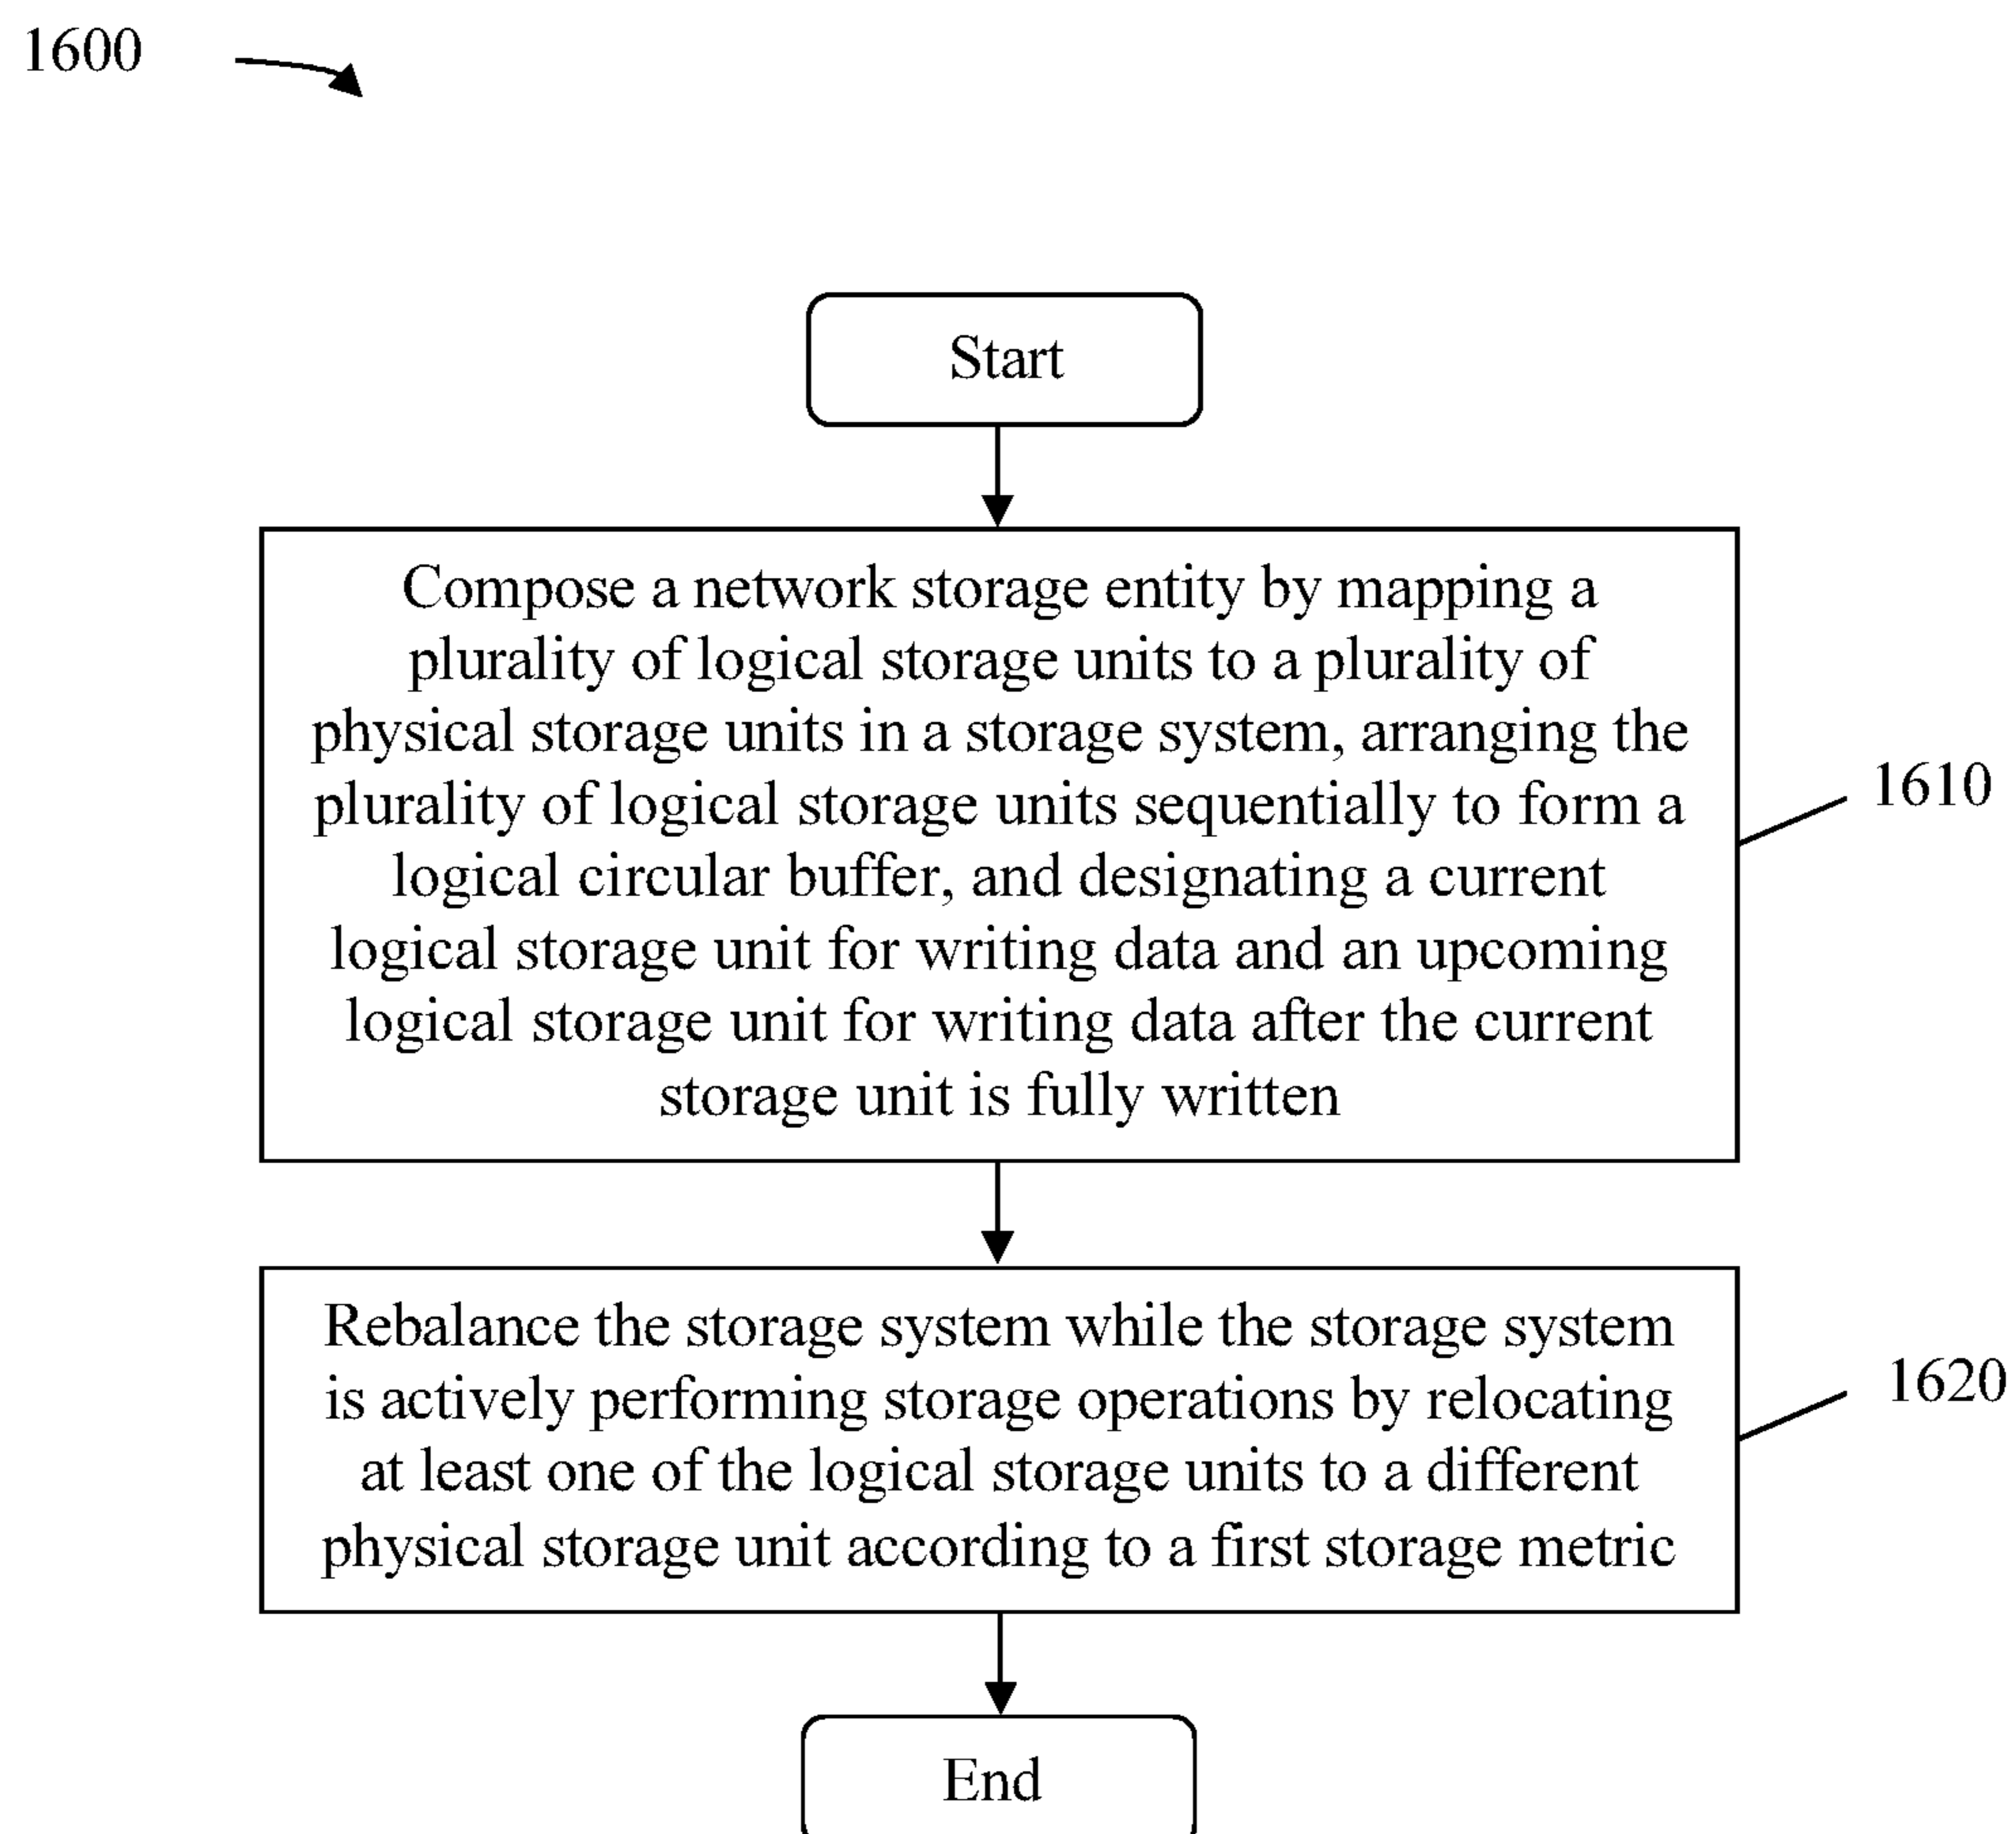 1600
Start
Compose a network storage entity by mapping a
plurality of logical storage units to a plurality of
physical storage units in a storage system, arranging the
plurality of logical storage units sequentially to form a
logical circular buffer, and designating a current
logical storage unit for writing data and an upcoming
logical storage unit for writing data after the current
storage unit is fully written
1610
Rebalance the storage system while the storage system
is actively performing storage operations by relocating
at least one of the logical storage units to a different
physical storage unit according to a first storage metric
1620
End